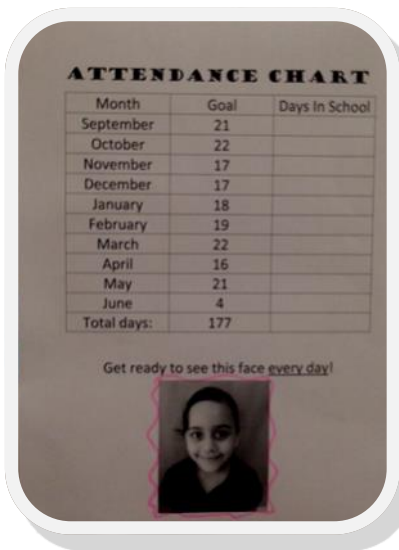 ATTENDANCE CHART
Month Goal Days In School
September 21
October 22
November 17
December 17
January 18
February 19
March 22
April 16
May 21
June 4
Total days: 177
Get ready to see this face every day!